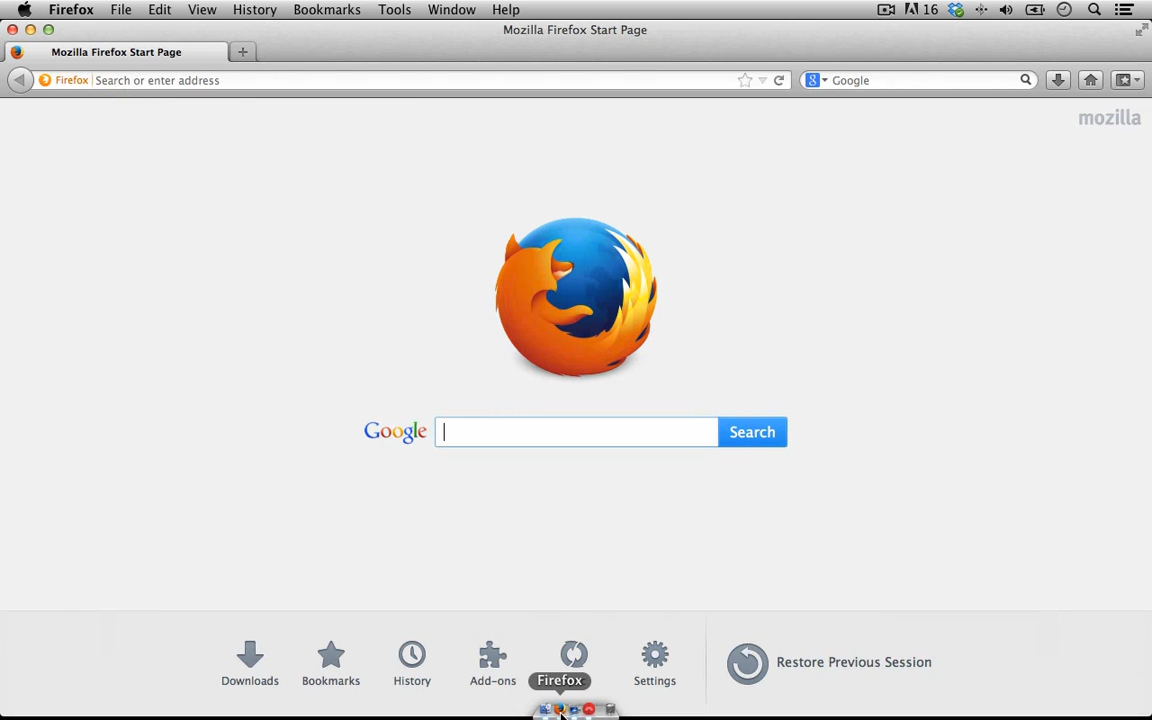 Firefox File Edit View History Bookmarks Tools Window Help 16
Mozilla Firefox Start Page
Mozilla Firefox Start Page
Firefox Search or enter address Google
mozilla
Google Search
Restore Previous Session
Downloads Bookmarks History Add-ons Firefox Settings